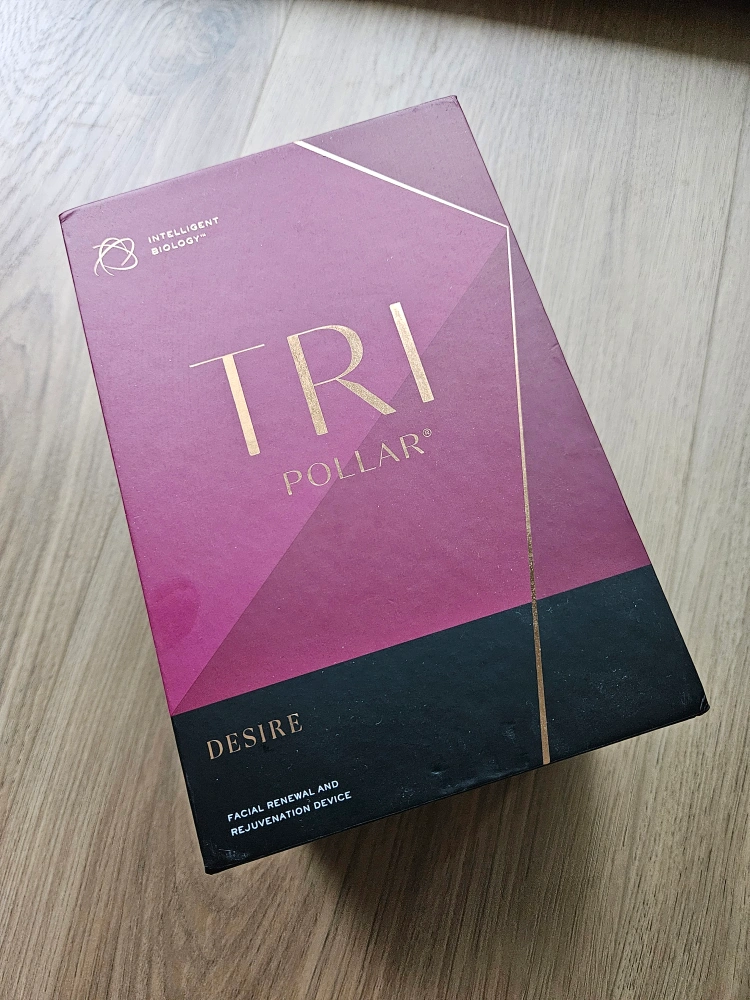 INTELLIGENT
BIOLOGY™
TRI
POLLAR®
DESIRE
FACIAL RENEWAL AND
REJUVENATION DEVICE